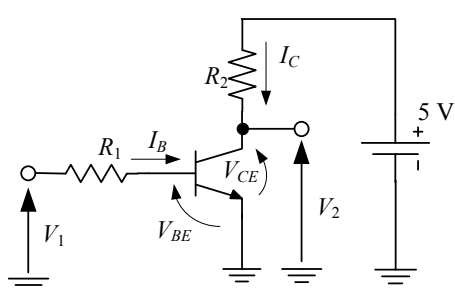 I_C
R_2
5 V
+
R_1
I_B
V_CE
V_1
V_BE
V_2